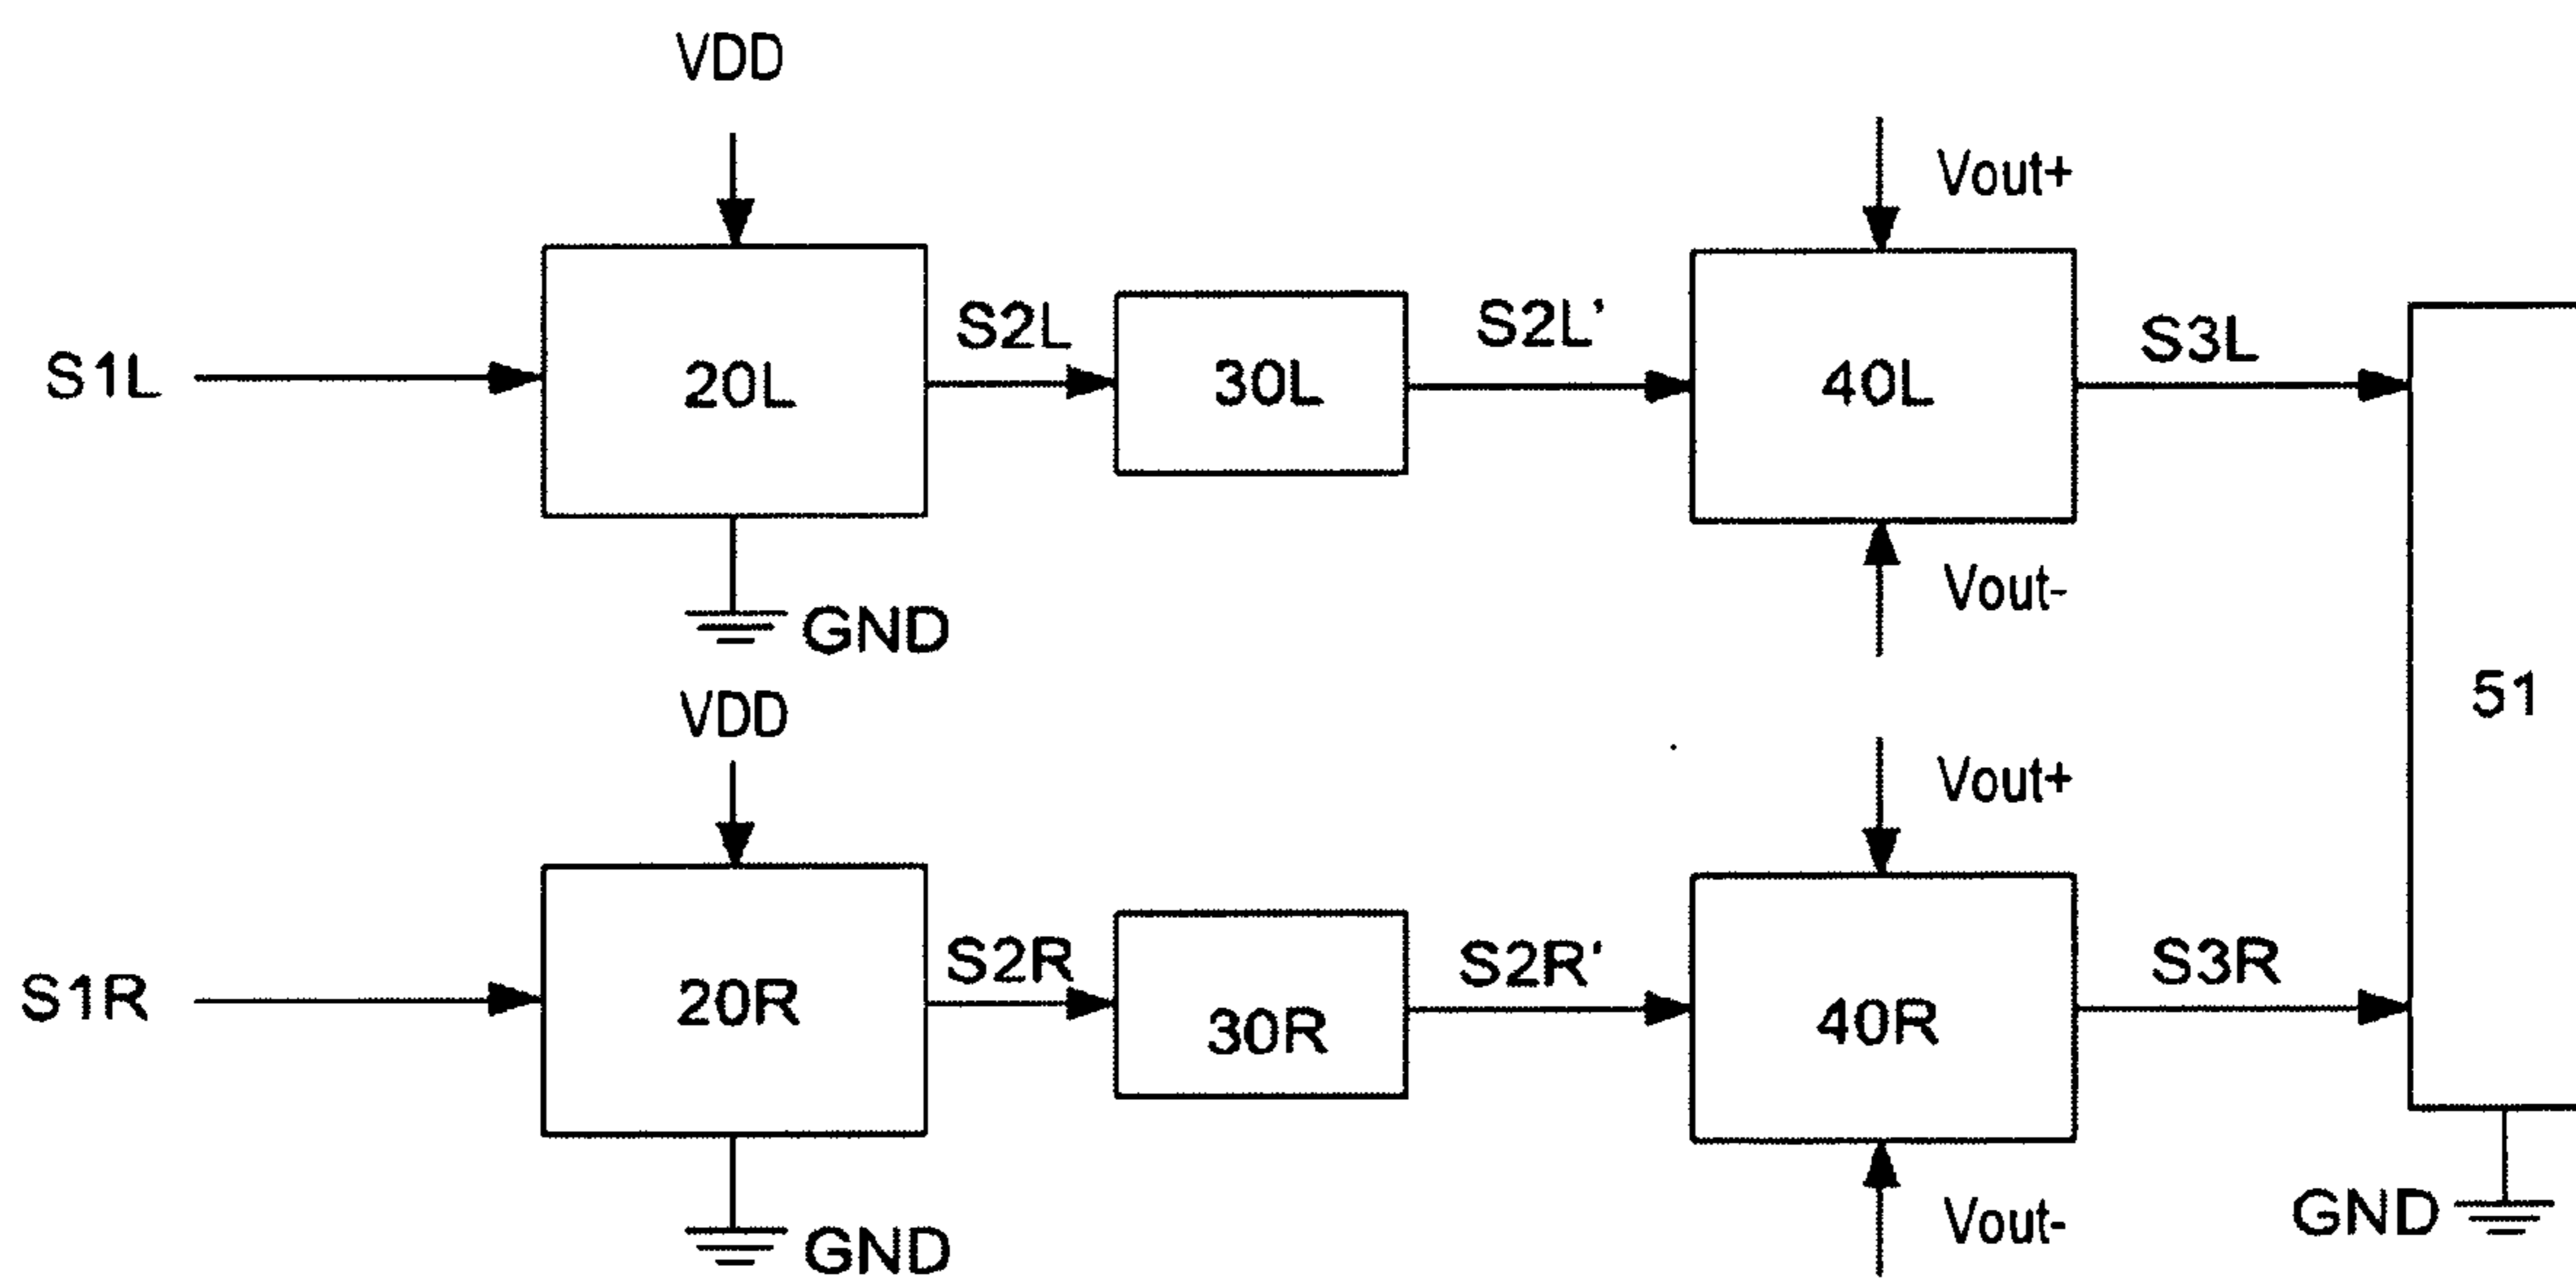 VDD
Vout+
S1L
20L
S2L
30L
S2L'
40L
S3L
Vout-
GND
51
VDD
Vout+
S1R
20R
S2R
30R
S2R'
40R
S3R
Vout-
GND
GND